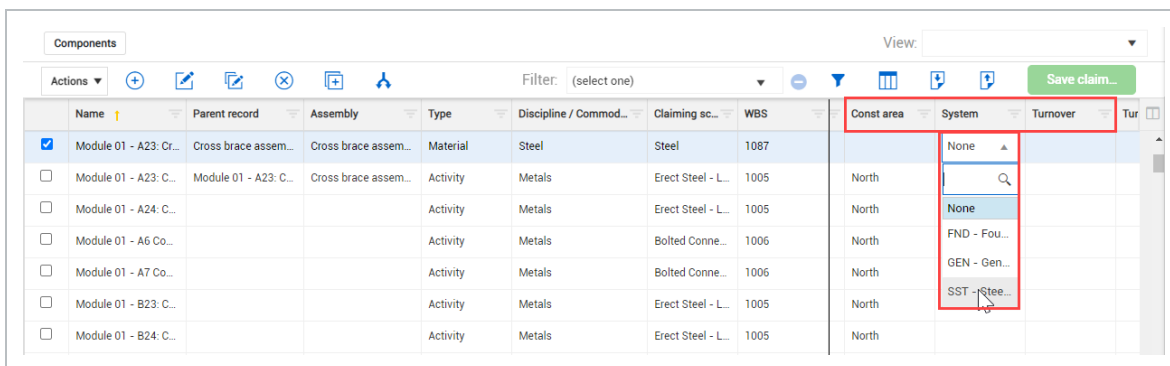 Components
View:
Actions
Filter: (select one)
Save claim...
Name Parent record Assembly Type Discipline / Commod... Claiming sc... WBS Const area System Turnover Tur
Module 01 - A23: Cr... Cross brace assem... Cross brace assem... Material Steel Steel 1087 None
Module 01 - A23: C... Module 01 - A23: C... Cross brace assem... Activity Metals Erect Steel - L... 1005 North
Module 01 - A24: C... Activity Metals Erect Steel - L... 1005 North None
Module 01 - A6 Co... Activity Metals Bolted Conne... 1006 North FND - Fou...
Module 01 - A7 Co... Activity Metals Bolted Conne... 1006 North GEN - Gen...
Module 01 - B23: C... Activity Metals Erect Steel - L... 1005 North SST - Stee...
Module 01 - B24: C... Activity Metals Erect Steel - L... 1005 North